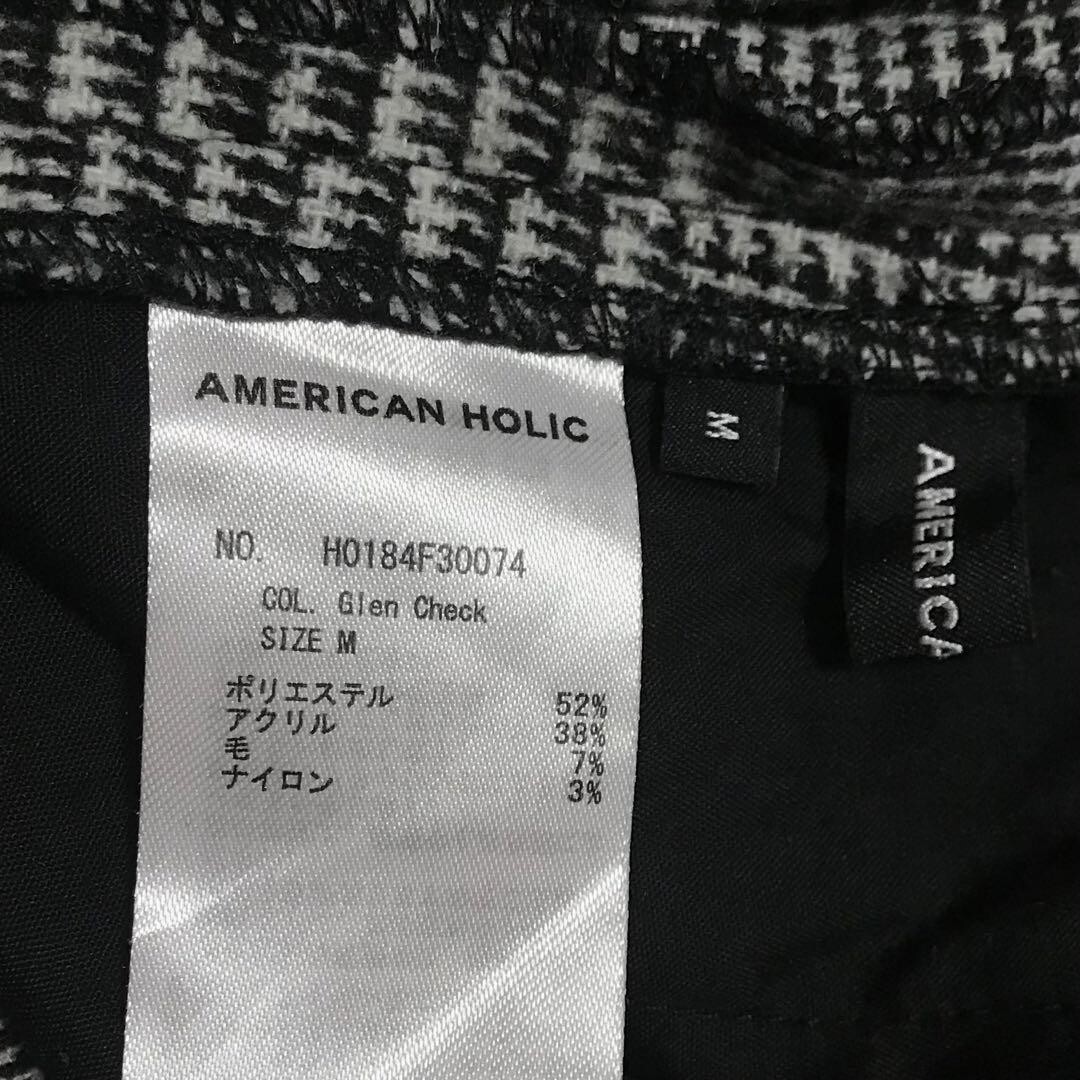 AMERICAN HOLIC
NO. H0184F30074
COL. Glen Check
SIZE M
ポリエステル 52%
アクリル 38%
毛 7%
ナイロン 3%
M
AMERICA